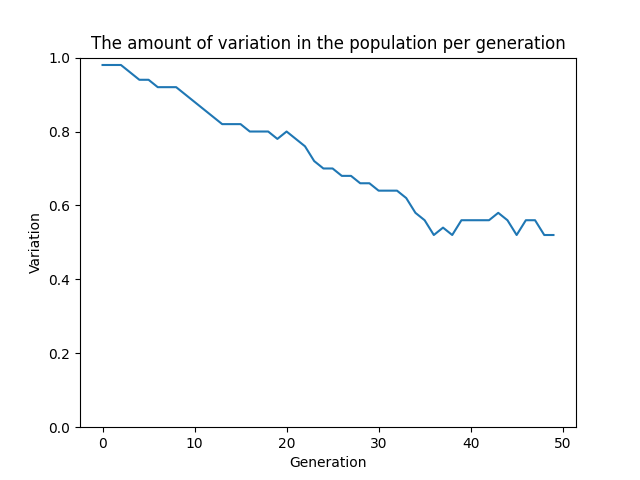 The amount of variation in the population per generation
1.0
0.8
0.6
0.4
0.2
0.0
Variation
0 10 20 30 40 50
Generation